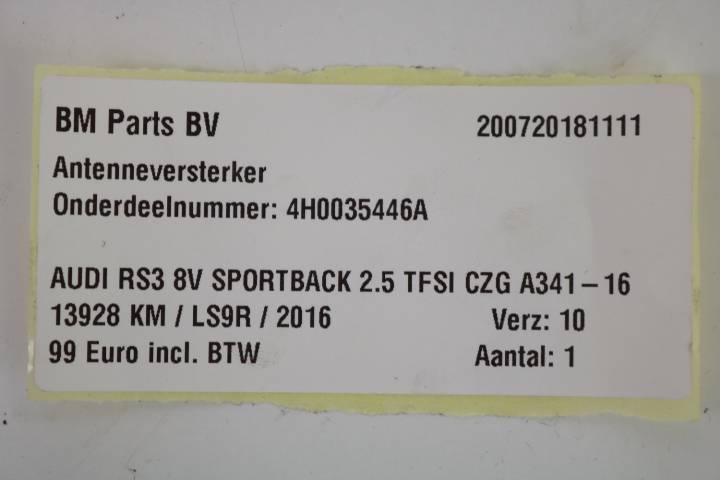 BM Parts BV 200720181111
Antenneversterker
Onderdeelnummer: 4H0035446A
AUDI RS3 8V SPORTBACK 2.5 TFSI CZG A341-16
13928 KM / LS9R / 2016 Verz: 10
99 Euro incl. BTW Aantal: 1